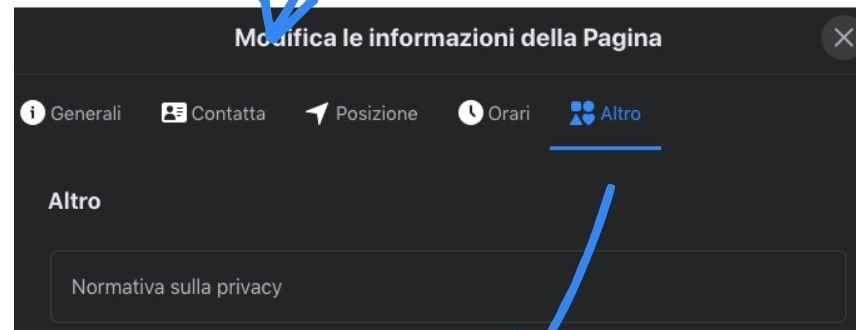 Modifica le informazioni della Pagina
Generali Contatta Posizione Orari Altro
Altro
Normativa sulla privacy